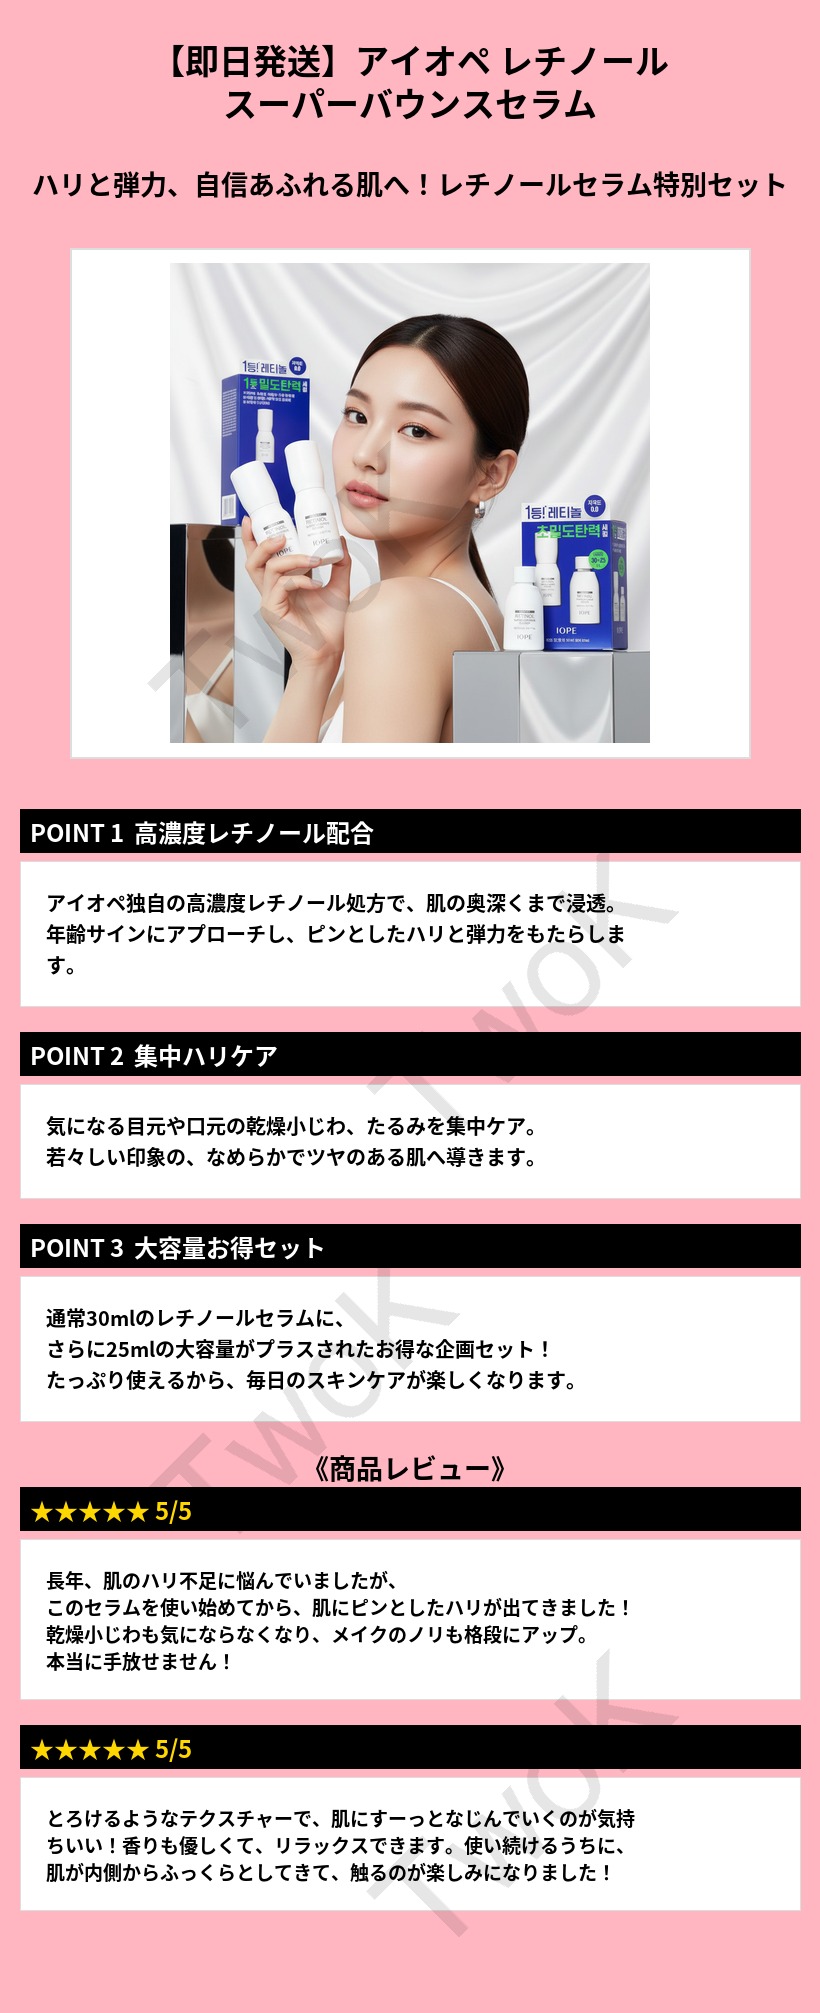 【即日発送】アイオペ レチノール
スーパーバウンスセラム
ハリと弾力、自信あふれる肌へ！レチノールセラム特別セット
1등! 레티놀
자극도
0.0
1등! 레티놀
자극도
0.0
초밀도탄력
30+25
RETINOL
IOPE
RETINOL
IOPE
RETINOL
IOPE
IOPE
TwoK
POINT 1 高濃度レチノール配合
アイオペ独自の高濃度レチノール処方で、肌の奥深くまで浸透。
年齢サインにアプローチし、ピンとしたハリと弾力をもたらしま
す。
TwoK
POINT 2 集中ハリケア
気になる目元や口元の乾燥小じわ、たるみを集中ケア。
若々しい印象の、なめらかでツヤのある肌へ導きます。
POINT 3 大容量お得セット
通常30mlのレチノールセラムに、
さらに25mlの大容量がプラスされたお得な企画セット！
たっぷり使えるから、毎日のスキンケアが楽しくなります。
TwoK
《商品レビュー》
★★★★★ 5/5
長年、肌のハリ不足に悩んでいましたが、
このセラムを使い始めてから、肌にピンとしたハリが出てきました！
乾燥小じわも気にならなくなり、メイクのノリも格段にアップ。
本当に手放せません！
★★★★★ 5/5
とろけるようなテクスチャーで、肌にすーっとなじんでいくのが気持
ちいい！香りも優しくて、リラックスできます。使い続けるうちに、
肌が内側からふっくらとしてきて、触るのが楽しみになりました！
TwoK